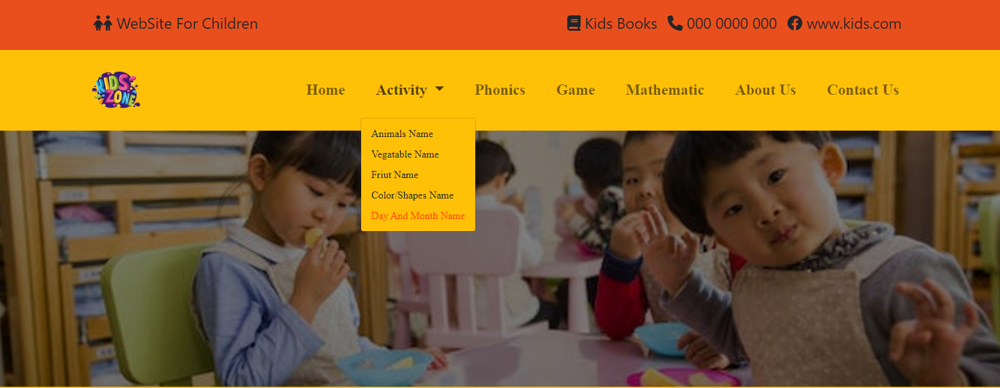 WebSite For Children
Kids Books 000 0000 000 www.kids.com
KIDS
ZONE
Home Activity Phonics Game Mathematic About Us Contact Us
Animals Name
Vegatable Name
Friut Name
Color/Shapes Name
Day And Month Name